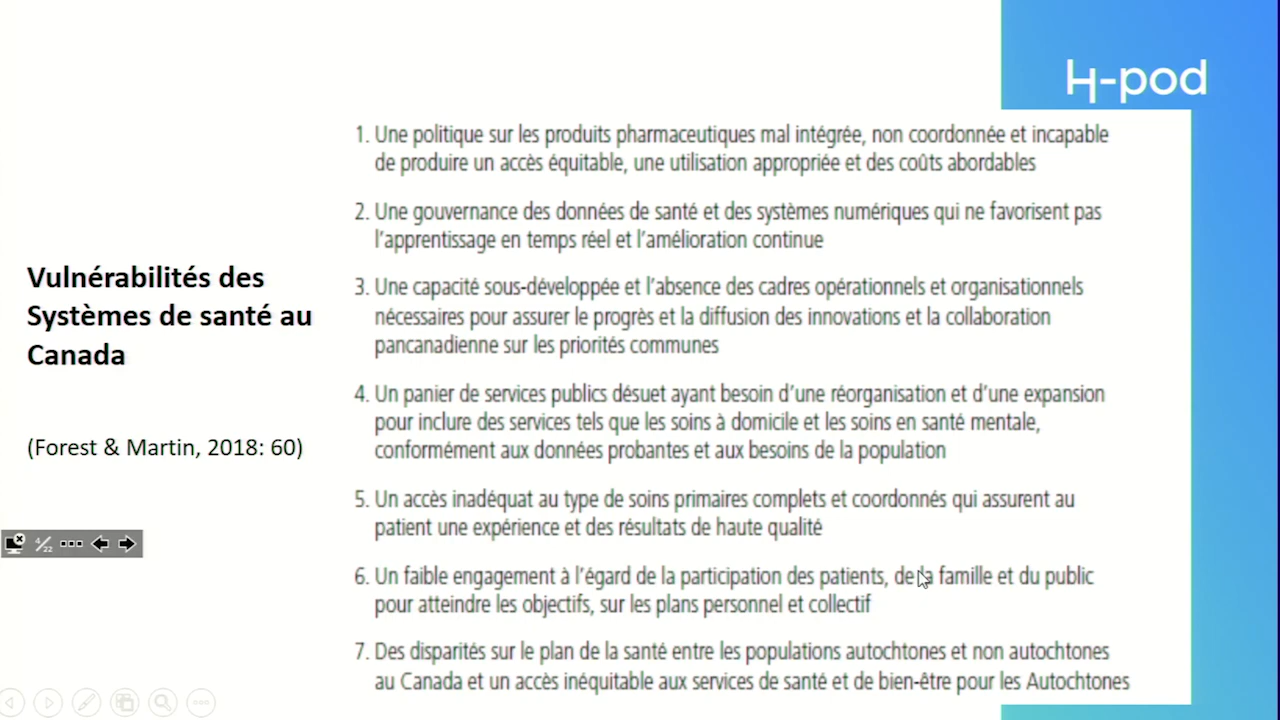 H-pod
Vulnérabilités des
Systèmes de santé au
Canada
(Forest & Martin, 2018: 60)
4/22
1. Une politique sur les produits pharmaceutiques mal intégrée, non coordonnée et incapable
de produire un accès équitable, une utilisation appropriée et des coûts abordables
2. Une gouvernance des données de santé et des systèmes numériques qui ne favorisent pas
l'apprentissage en temps réel et l'amélioration continue
3. Une capacité sous-développée et l'absence des cadres opérationnels et organisationnels
nécessaires pour assurer le progrès et la diffusion des innovations et la collaboration
pancanadienne sur les priorités communes
4. Un panier de services publics désuet ayant besoin d'une réorganisation et d'une expansion
pour inclure des services tels que les soins à domicile et les soins en santé mentale,
conformément aux données probantes et aux besoins de la population
5. Un accès inadéquat au type de soins primaires complets et coordonnés qui assurent au
patient une expérience et des résultats de haute qualité
6. Un faible engagement à l'égard de la participation des patients, de la famille et du public
pour atteindre les objectifs, sur les plans personnel et collectif
7. Des disparités sur le plan de la santé entre les populations autochtones et non autochtones
au Canada et un accès inéquitable aux services de santé et de bien-être pour les Autochtones